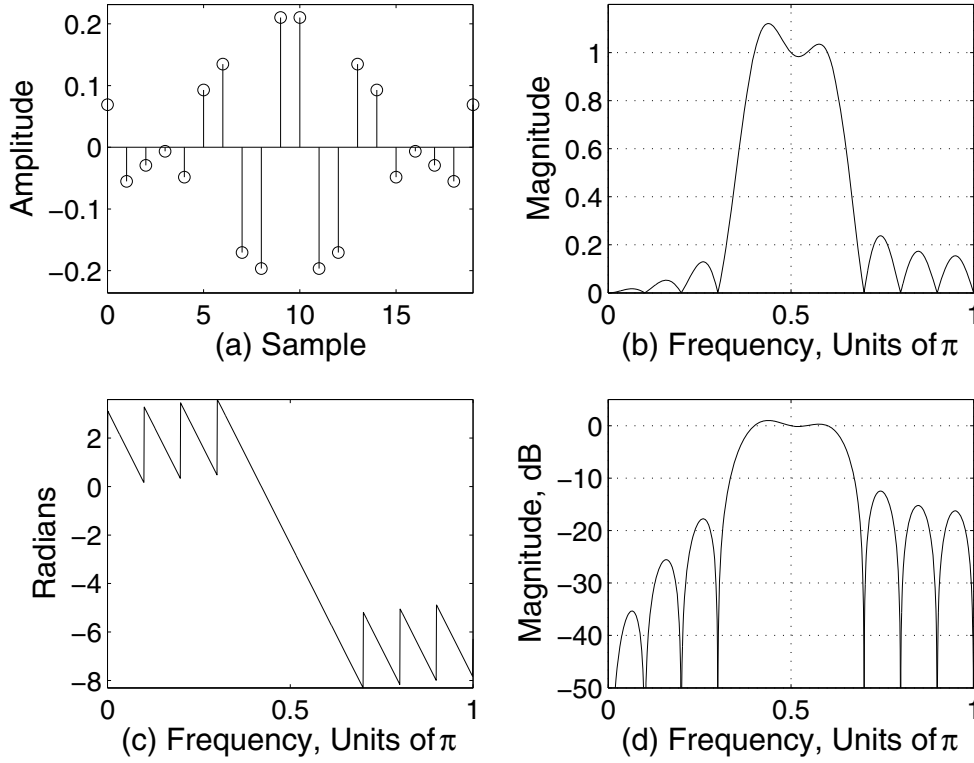 0.2
0.1
0
−0.1
−0.2
Amplitude
0 5 10 15
(a) Sample
1
0.8
0.6
0.4
0.2
0
Magnitude
0 0.5 1
(b) Frequency, Units of π
2
0
−2
−4
−6
−8
Radians
0 0.5 1
(c) Frequency, Units of π
0
−10
−20
−30
−40
−50
Magnitude, dB
0 0.5 1
(d) Frequency, Units of π